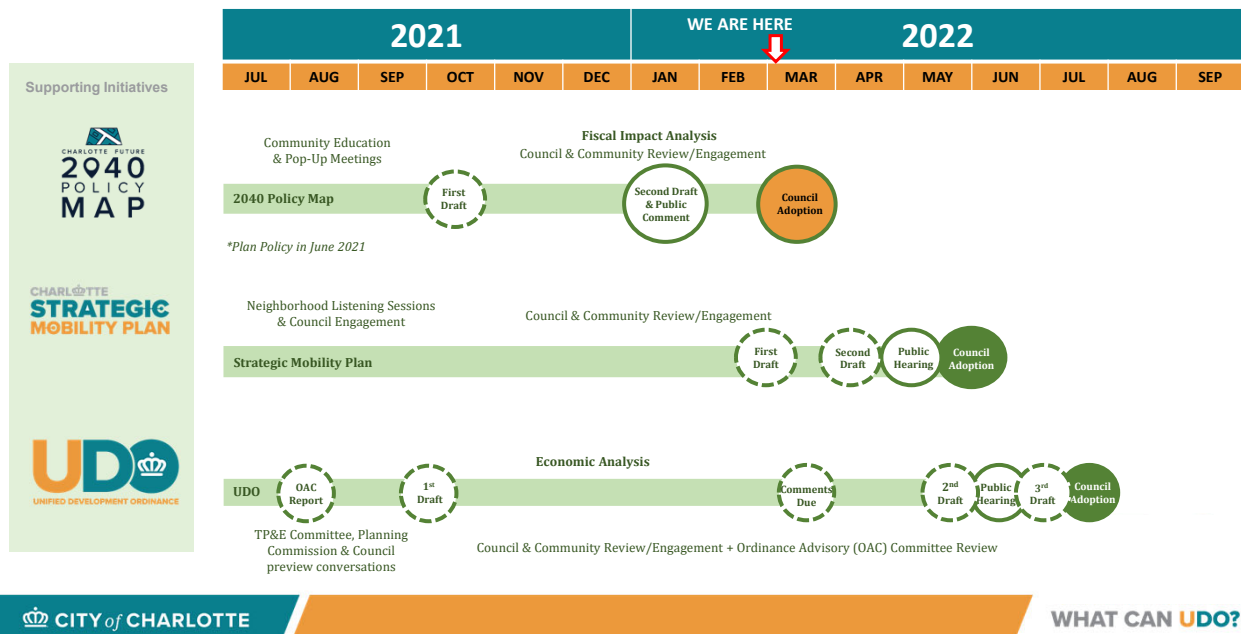 WE ARE HERE
2021
2022
JUL AUG SEP OCT NOV DEC JAN FEB MAR APR MAY JUN JUL AUG SEP
Supporting Initiatives
CHARLOTTE FUTURE
2040
POLICY
MAP
Community Education
& Pop-Up Meetings
Fiscal Impact Analysis
Council & Community Review/Engagement
2040 Policy Map
First
Draft
Second Draft
& Public
Comment
Council
Adoption
*Plan Policy in June 2021
CHARLOTTE
STRATEGIC
MOBILITY PLAN
Neighborhood Listening Sessions
& Council Engagement
Council & Community Review/Engagement
Strategic Mobility Plan
First
Draft
Second
Draft
Public
Hearing
Council
Adoption
UDO
UNIFIED DEVELOPMENT ORDINANCE
Economic Analysis
UDO
OAC
Report
1st
Draft
Comments
Due
2nd
Draft
Public
Hearing
3rd
Draft
Council
Adoption
TP&E Committee, Planning
Commission & Council
preview conversations
Council & Community Review/Engagement + Ordinance Advisory (OAC) Committee Review
CITY of CHARLOTTE
WHAT CAN UDO?